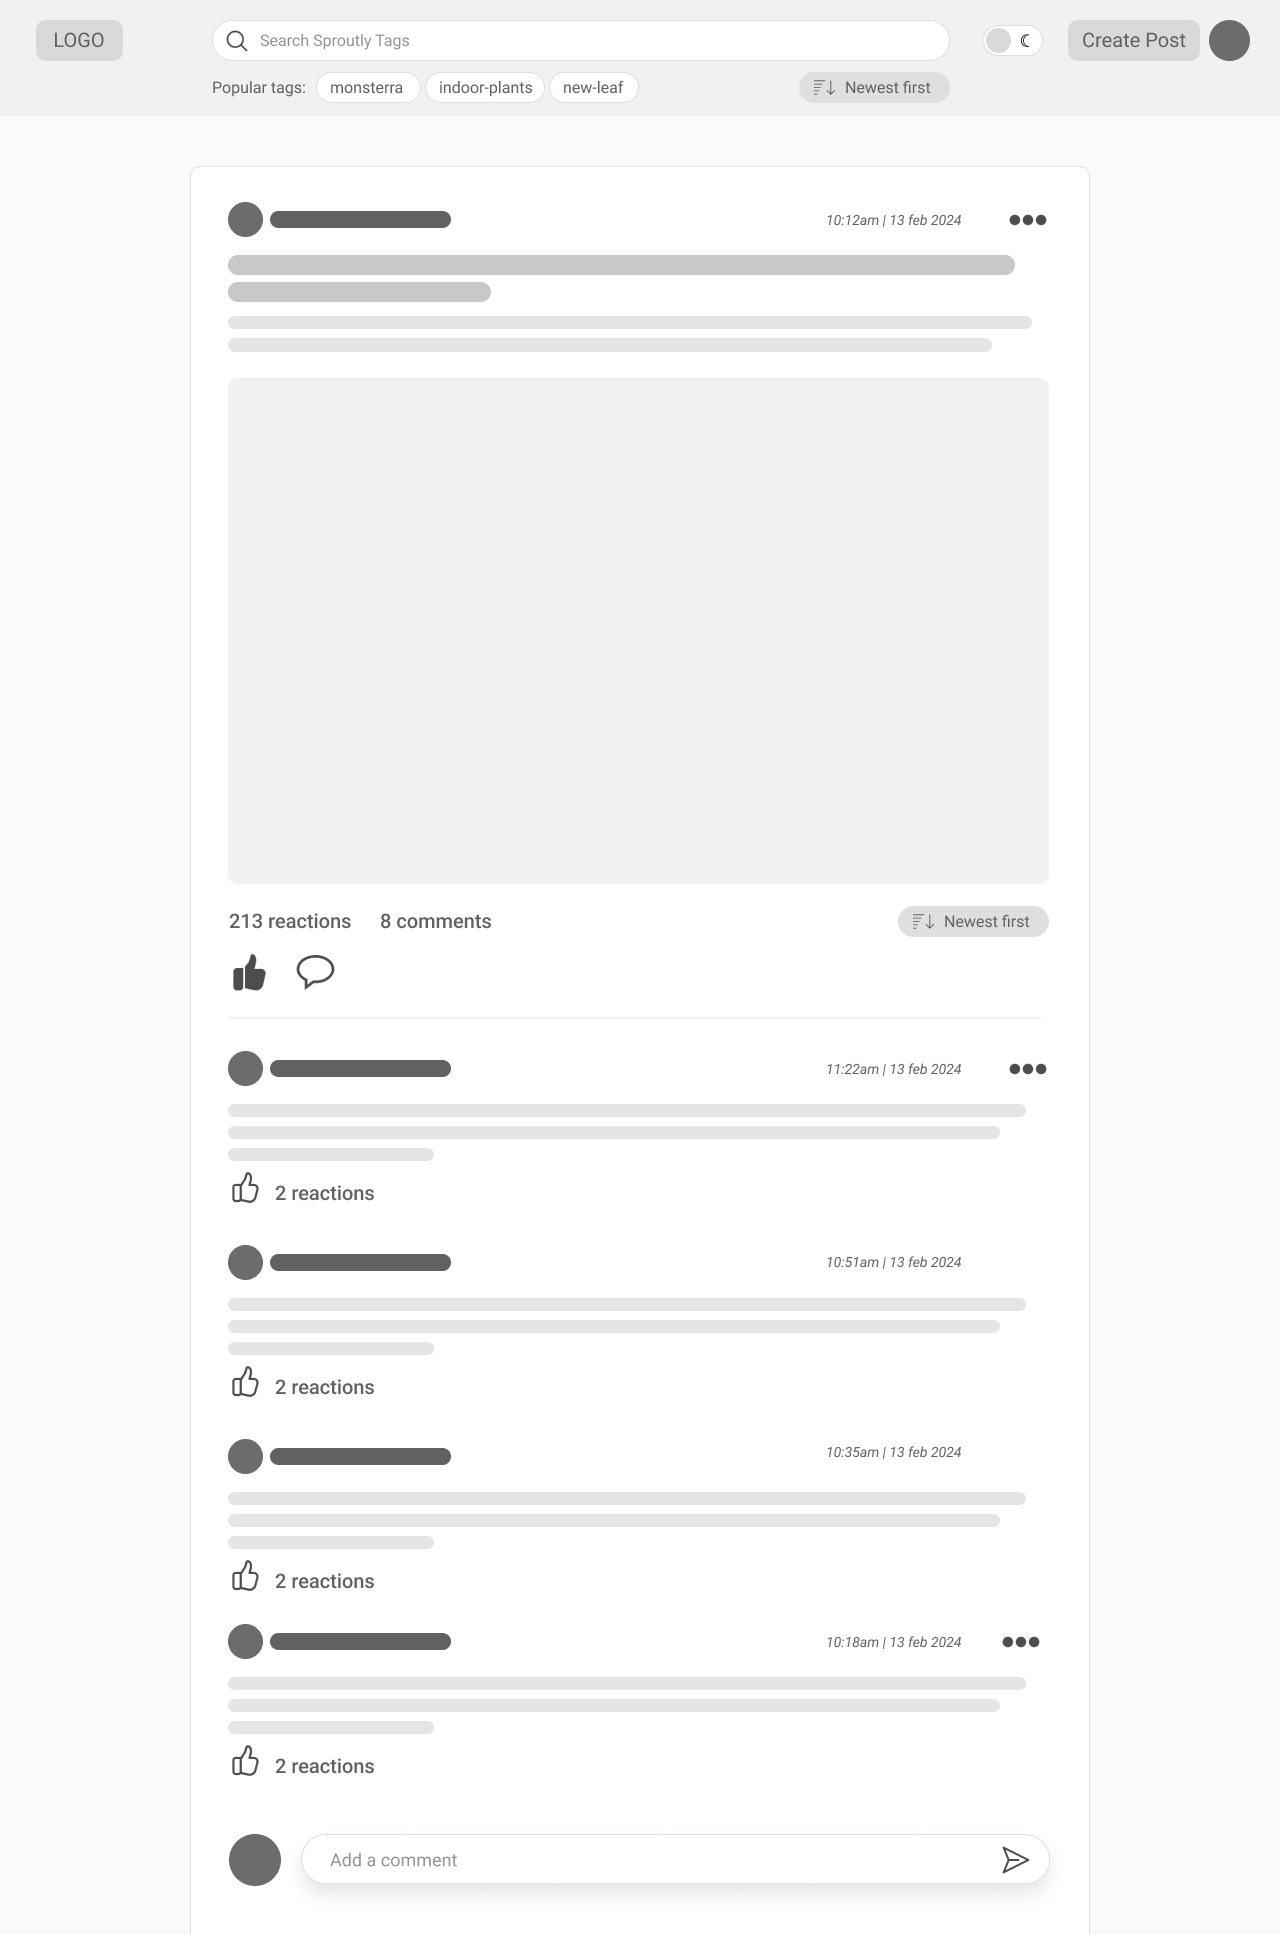 LOGO
Search Sproutly Tags
Create Post
Popular tags: monsterra indoor-plants new-leaf
Newest first
10:12am | 13 feb 2024
213 reactions 8 comments
Newest first
11:22am | 13 feb 2024
2 reactions
10:51am | 13 feb 2024
2 reactions
10:35am | 13 feb 2024
2 reactions
10:18am | 13 feb 2024
2 reactions
Add a comment